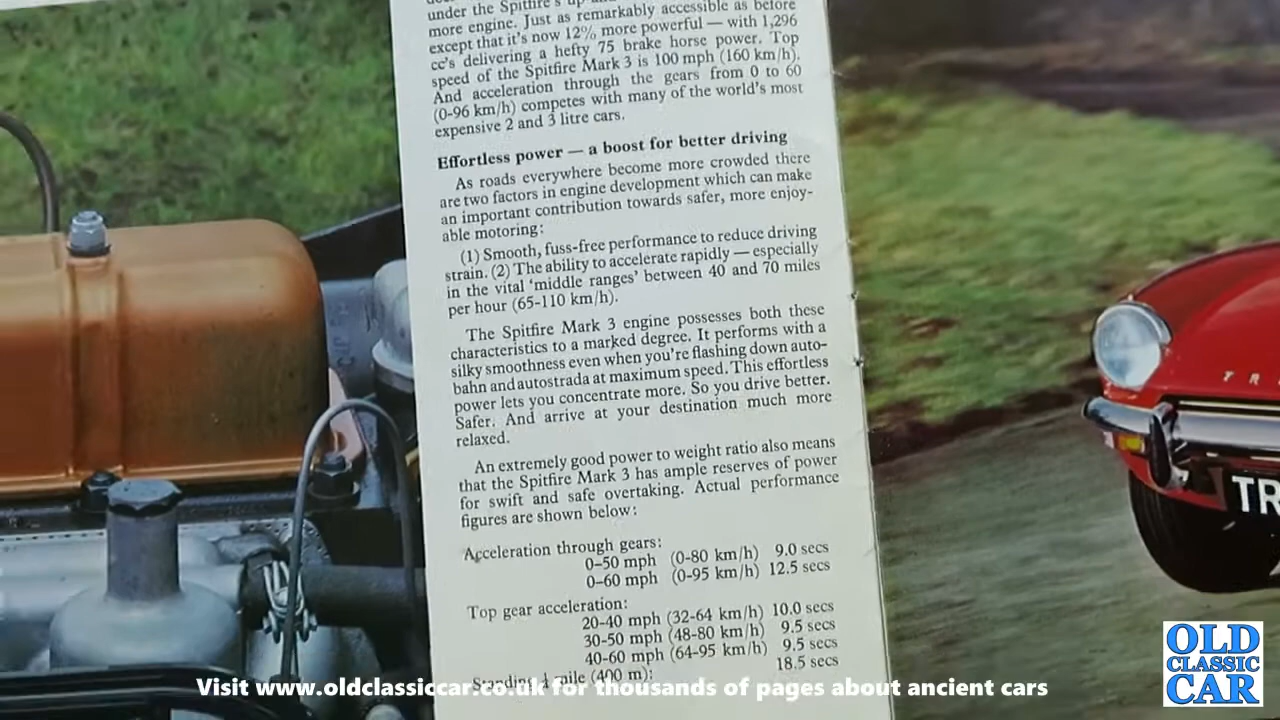 under the Spitfire's
more engine. Just as remarkably accessible as before
except that it's now 12% more powerful — with 1,296
cc's delivering a hefty 75 brake horse power. Top
speed of the Spitfire Mark 3 is 100 mph (160 km/h).
And acceleration through the gears from 0 to 60
(0-96 km/h) competes with many of the world's most
expensive 2 and 3 litre cars.
Effortless power — a boost for better driving
As roads everywhere become more crowded there
are two factors in engine development which can make
an important contribution towards safer, more enjoy-
able motoring:
(1) Smooth, fuss-free performance to reduce driving
strain. (2) The ability to accelerate rapidly — especially
in the vital 'middle ranges' between 40 and 70 miles
per hour (65-110 km/h).
The Spitfire Mark 3 engine possesses both these
characteristics to a marked degree. It performs with a
silky smoothness even when you're flashing down auto-
bahn and autostrada at maximum speed. This effortless
power lets you concentrate more. So you drive better.
Safer. And arrive at your destination much more
relaxed.
An extremely good power to weight ratio also means
that the Spitfire Mark 3 has ample reserves of power
for swift and safe overtaking. Actual performance
figures are shown below:
Acceleration through gears:
0–50 mph (0-80 km/h) 9.0 secs
0–60 mph (0-95 km/h) 12.5 secs
Top gear acceleration:
20-40 mph (32-64 km/h) 10.0 secs
30-50 mph (48-80 km/h) 9.5 secs
40-60 mph (64-95 km/h) 9.5 secs
Standing ¼ mile (400 m): 18.5 secs
TR
TR
Visit www.oldclassiccar.co.uk for thousands of pages about ancient cars
OLD
CLASSIC
CAR